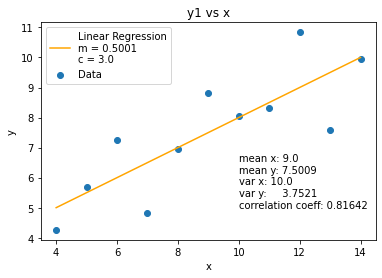 y1 vs x
Linear Regression
m = 0.5001
c = 3.0
Data
11
10
9
8
7
6
5
4
y
mean x: 9.0
mean y: 7.5009
var x: 10.0
var y:    3.7521
correlation coeff: 0.81642
4
6
8
10
12
14
x